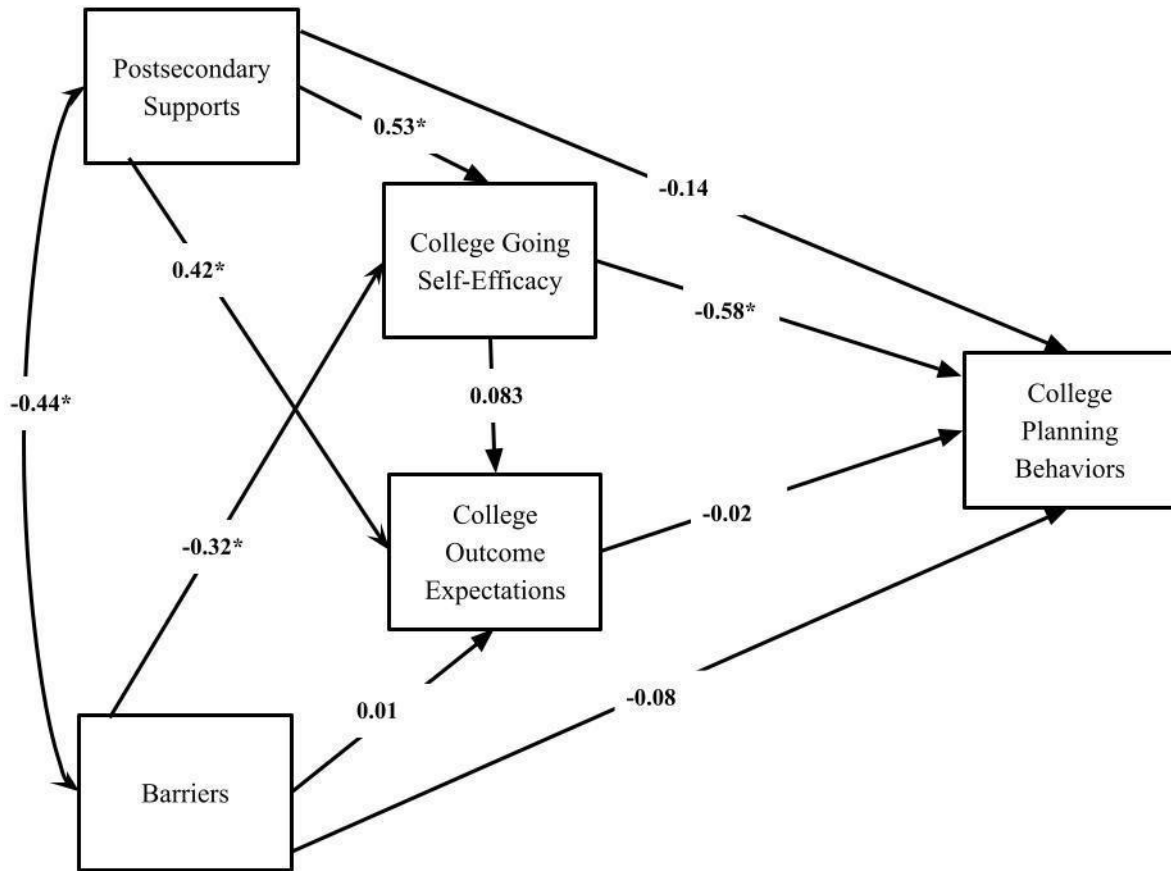 Postsecondary
Supports
0.53*
-0.14
College Going
Self-Efficacy
0.42*
-0.58*
0.083
-0.44*
College
Planning
Behaviors
College
Outcome
Expectations
-0.02
-0.32*
0.01
-0.08
Barriers